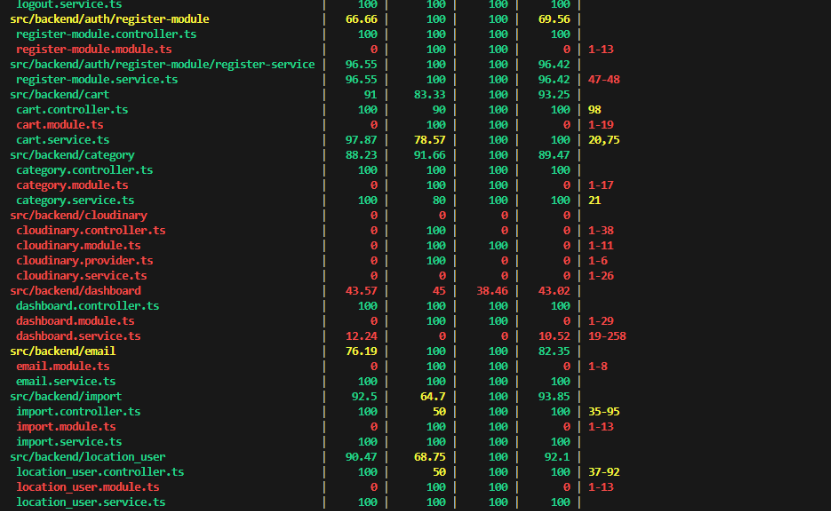 logout.service.ts | 100 | 100 | 100 | 100 |
src/backend/auth/register-module | 66.66 | 100 | 100 | 69.56 |
register-module.controller.ts | 100 | 100 | 100 | 100 |
register-module.module.ts | 0 | 100 | 100 | 0 | 1-13
src/backend/auth/register-module/register-service | 96.55 | 100 | 100 | 96.42 |
register-module.service.ts | 96.55 | 100 | 100 | 96.42 | 47-48
src/backend/cart | 91 | 83.33 | 100 | 93.25 |
cart.controller.ts | 100 | 90 | 100 | 100 | 98
cart.module.ts | 0 | 100 | 100 | 0 | 1-19
cart.service.ts | 97.87 | 78.57 | 100 | 100 | 20,75
src/backend/category | 88.23 | 91.66 | 100 | 89.47 |
category.controller.ts | 100 | 100 | 100 | 100 |
category.module.ts | 0 | 100 | 100 | 0 | 1-17
category.service.ts | 100 | 80 | 100 | 100 | 21
src/backend/cloudinary | 0 | 0 | 0 | 0 |
cloudinary.controller.ts | 0 | 100 | 0 | 0 | 1-38
cloudinary.module.ts | 0 | 100 | 100 | 0 | 1-11
cloudinary.provider.ts | 0 | 100 | 0 | 0 | 1-6
cloudinary.service.ts | 0 | 0 | 0 | 0 | 1-26
src/backend/dashboard | 43.57 | 45 | 38.46 | 43.02 |
dashboard.controller.ts | 100 | 100 | 100 | 100 |
dashboard.module.ts | 0 | 100 | 100 | 0 | 1-29
dashboard.service.ts | 12.24 | 0 | 0 | 10.52 | 19-258
src/backend/email | 76.19 | 100 | 100 | 82.35 |
email.module.ts | 0 | 100 | 100 | 0 | 1-8
email.service.ts | 100 | 100 | 100 | 100 |
src/backend/import | 92.5 | 64.7 | 100 | 93.85 |
import.controller.ts | 100 | 50 | 100 | 100 | 35-95
import.module.ts | 0 | 100 | 100 | 0 | 1-13
import.service.ts | 100 | 100 | 100 | 100 |
src/backend/location_user | 90.47 | 68.75 | 100 | 92.1 |
location_user.controller.ts | 100 | 50 | 100 | 100 | 37-92
location_user.module.ts | 0 | 100 | 100 | 0 | 1-13
location_user.service.ts | 100 | 100 | 100 | 100 |